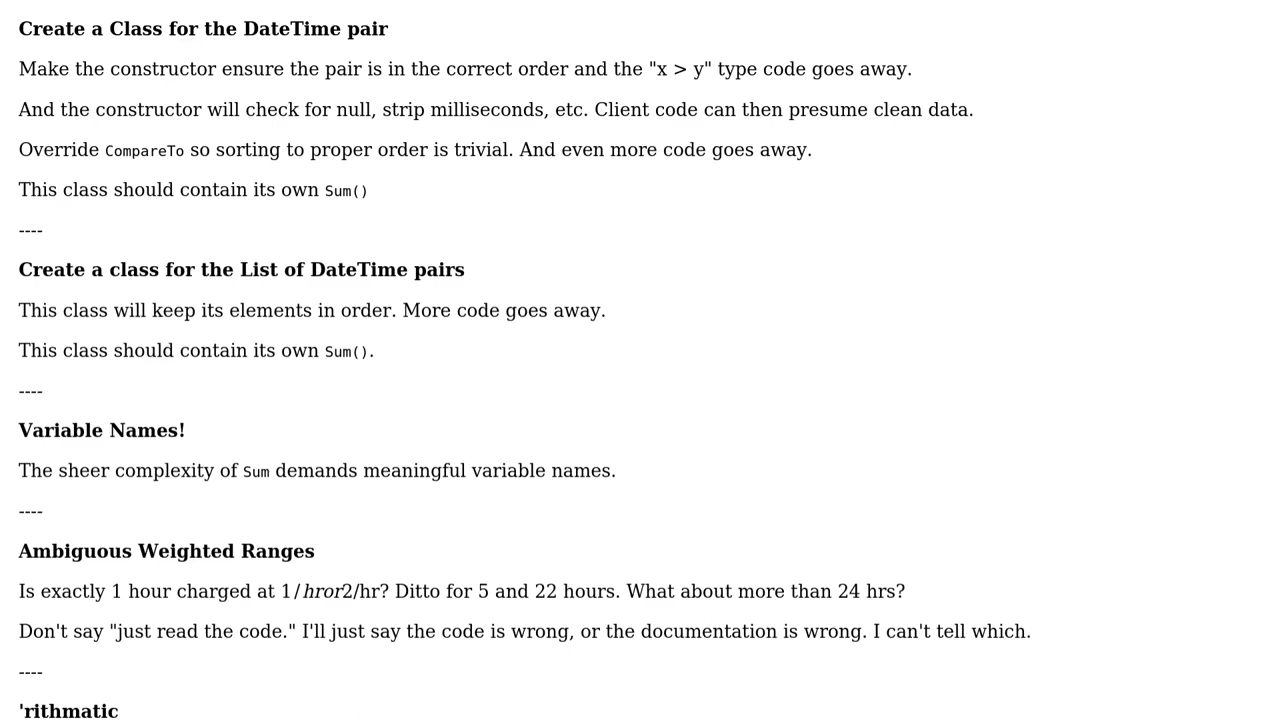 Create a Class for the DateTime pair
Make the constructor ensure the pair is in the correct order and the "x > y" type code goes away.
And the constructor will check for null, strip milliseconds, etc. Client code can then presume clean data.
Override CompareTo so sorting to proper order is trivial. And even more code goes away.
This class should contain its own Sum()
----
Create a class for the List of DateTime pairs
This class will keep its elements in order. More code goes away.
This class should contain its own Sum().
----
Variable Names!
The sheer complexity of Sum demands meaningful variable names.
----
Ambiguous Weighted Ranges
Is exactly 1 hour charged at 1/hror2/hr? Ditto for 5 and 22 hours. What about more than 24 hrs?
Don't say "just read the code." I'll just say the code is wrong, or the documentation is wrong. I can't tell which.
----
'rithmatic